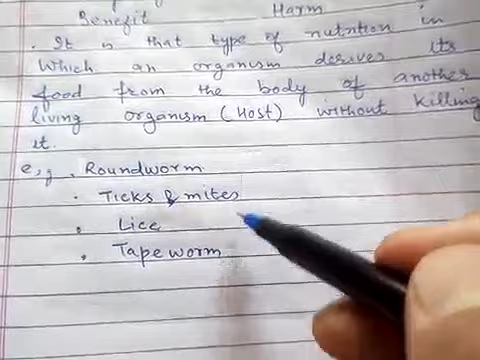 Benefit Harm
. It is that type of nutrition in
Which an organism derives its
food from the body of another
living organism (Host) without killing
it.
e,g . Roundworm.
. Ticks & mites
. Lice
. Tape worm